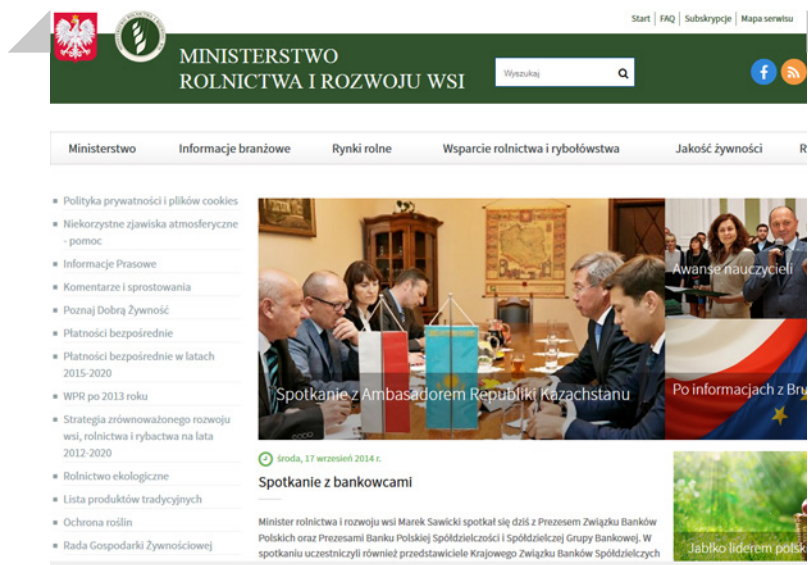 Start | FAQ | Subskrypcje | Mapa serwisu
MINISTERSTWO
ROLNICTWA I ROZWOJU WSI
Wyszukaj
Ministerstwo Informacje branżowe Rynki rolne Wsparcie rolnictwa i rybołówstwa Jakość żywności R
Polityka prywatności i plików cookies
Niekorzystne zjawiska atmosferyczne
- pomoc
Informacje Prasowe
Komentarze i sprostowania
Poznaj Dobrą Żywność
Płatności bezpośrednie
Płatności bezpośrednie w latach
2015-2020
WPR po 2013 roku
Strategia zrównoważonego rozwoju
wsi, rolnictwa i rybactwa na lata
2012-2020
Rolnictwo ekologiczne
Lista produktów tradycyjnych
Ochrona roślin
Rada Gospodarki Żywnościowej
Spotkanie z Ambasadorem Republiki Kazachstanu
Awanse nauczycieli
Po informacjach z Bru
środa, 17 wrzesień 2014 r.
Spotkanie z bankowcami
Minister rolnictwa i rozwoju wsi Marek Sawicki spotkał się dziś z Prezesem Związku Banków
Polskich oraz Prezesami Banku Polskiej Spółdzielczości i Spółdzielczej Grupy Bankowej. W
spotkaniu uczestniczyli również przedstawiciele Krajowego Związku Banków Spółdzielczych
Jabłko liderem polsk